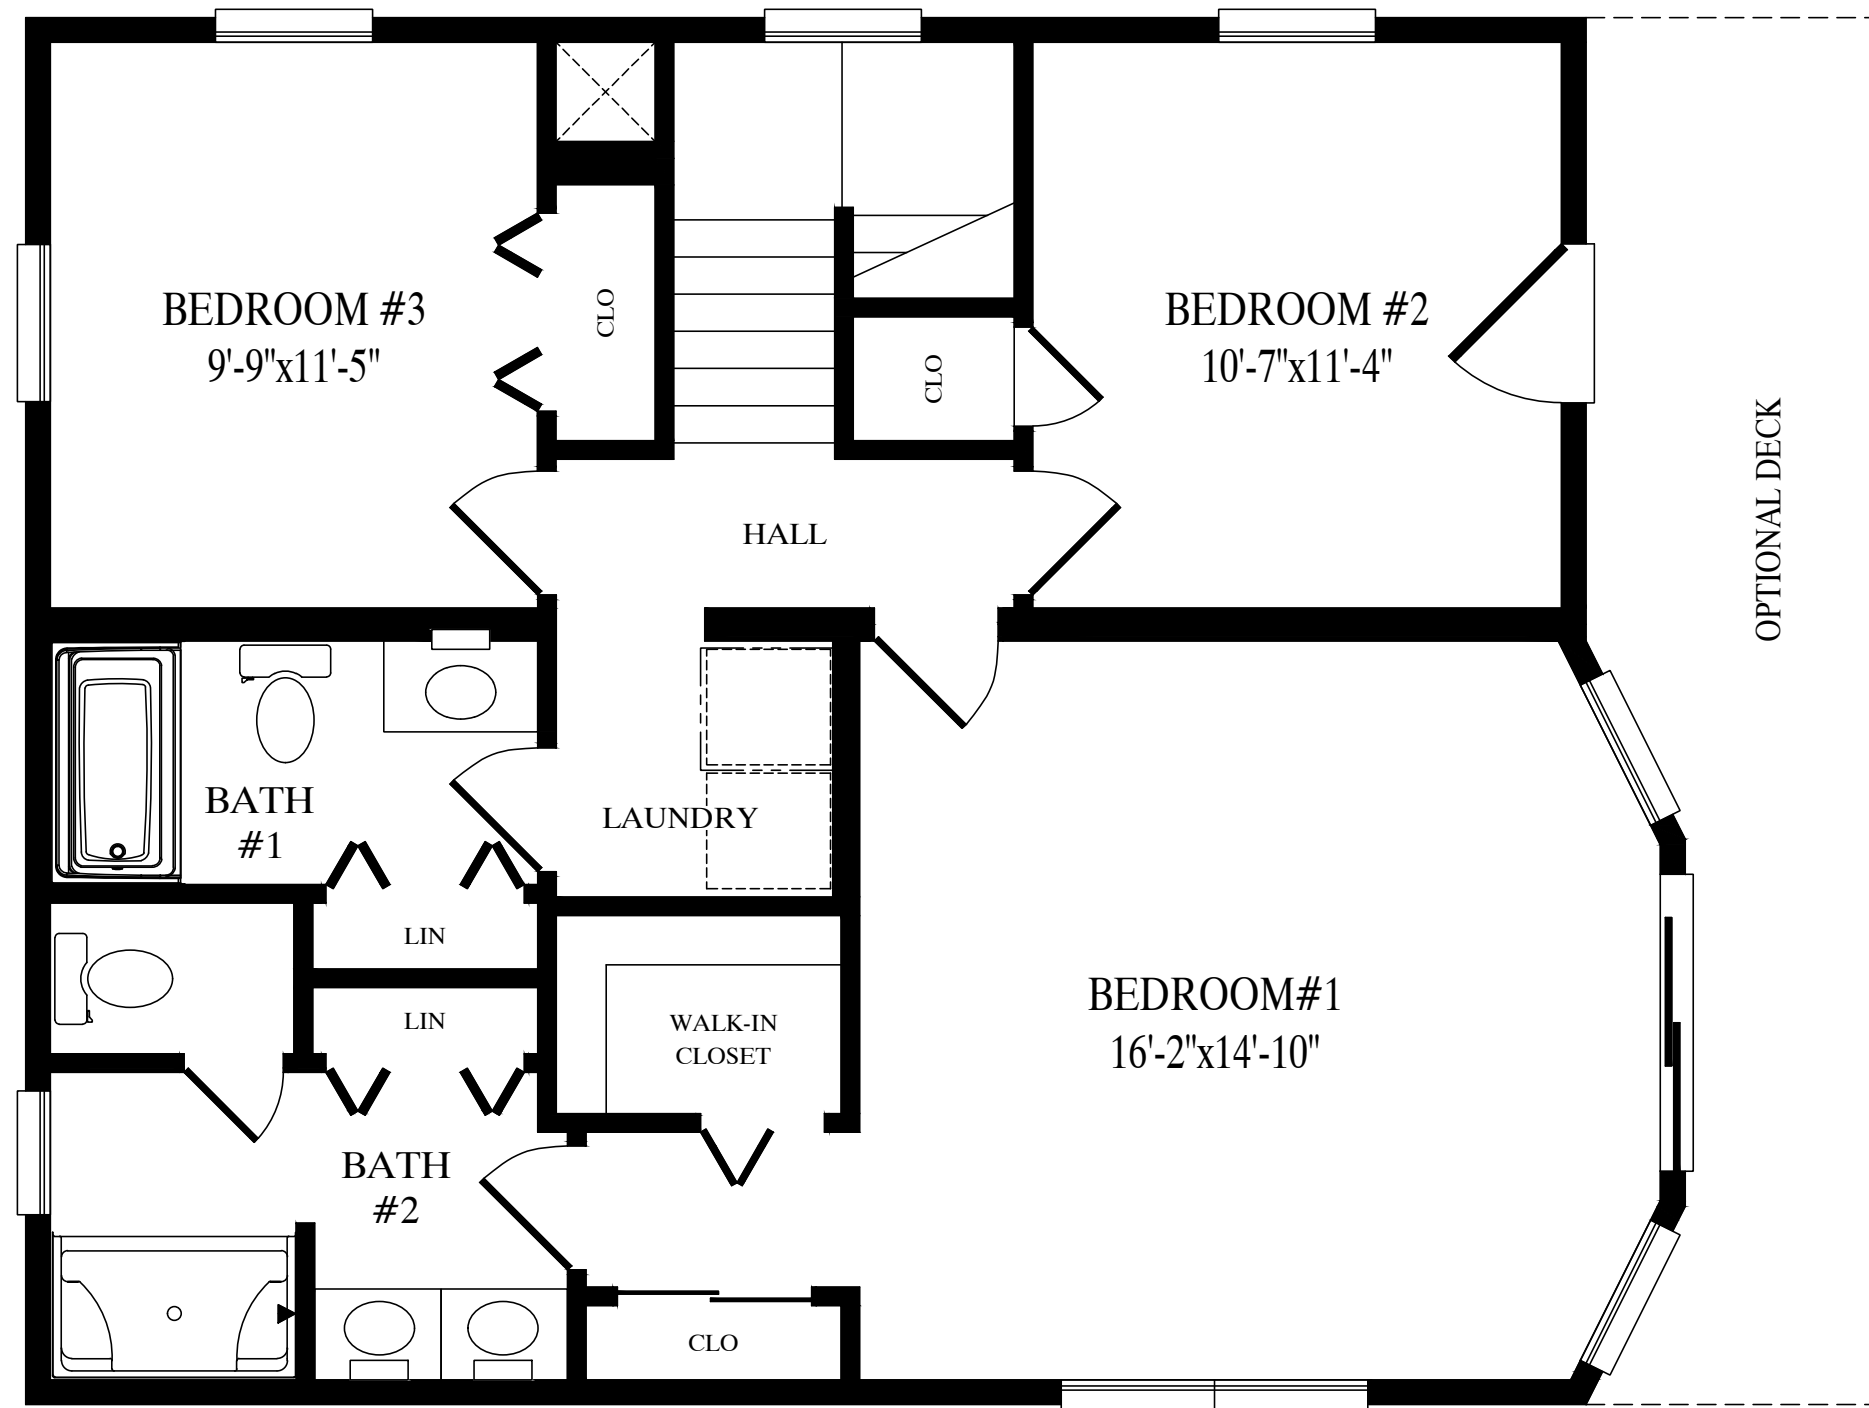 BEDROOM #3
9'-9"x11'-5"
CLO
CLO
BEDROOM #2
10'-7"x11'-4"
OPTIONAL DECK
HALL
BATH
#1
LAUNDRY
LIN
LIN
WALK-IN
CLOSET
BEDROOM#1
16'-2"x14'-10"
BATH
#2
CLO